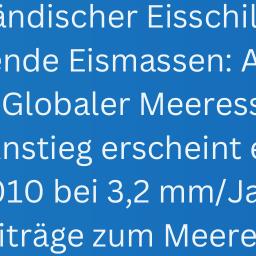 ändischer Eisschil
ende Eismassen: A
Globaler Meeress
nstieg erscheint e
010 bei 3,2 mm/Ja
iträge zum Meere